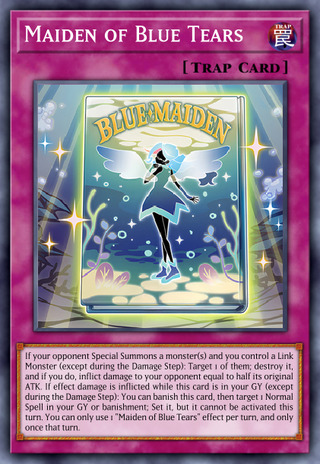 Maiden of Blue Tears
TRAP
罠
[Trap Card]
BLUE MAIDEN
If your opponent Special Summons a monster(s) and you control a Link
Monster (except during the Damage Step): Target 1 of them; destroy it,
and if you do, inflict damage to your opponent equal to half its original
ATK. If effect damage is inflicted while this card is in your GY (except
during the Damage Step): You can banish this card, then target 1 Normal
Spell in your GY or banishment; Set it, but it cannot be activated this
turn. You can only use 1 "Maiden of Blue Tears" effect per turn, and only
once that turn.